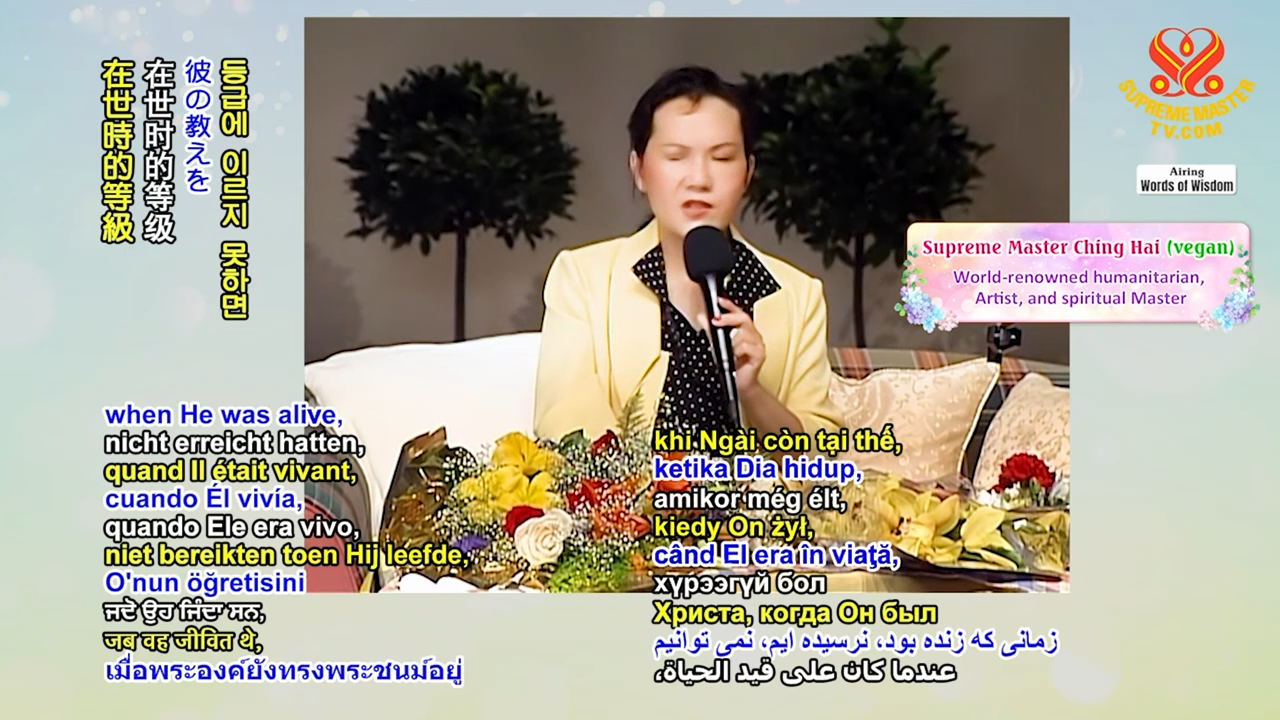 在世時的等級
在世时的等级
彼の教えを
등급에 이르지 못하면
SUPREME MASTER
TV.COM
Airing
Words of Wisdom
Supreme Master Ching Hai (vegan)
World-renowned humanitarian,
Artist, and spiritual Master
when He was alive,
nicht erreicht hatten,
quand Il était vivant,
cuando Él vivía,
quando Ele era vivo,
niet bereikten toen Hij leefde,
O'nun öğretisini
ਜਦੋ ਉਹ ਜਿੰਦਾ ਸਨ,
जब वह जीवित थे,
เมื่อพระองค์ยังทรงพระชนม์อยู่
khi Ngài còn tại thế,
ketika Dia hidup,
amikor még élt,
kiedy On żył,
când El era în viaţă,
хүрээгүй бол
Христа, когда Он был
زمانی که زنده بود، نرسیده ایم، نمی توانیم
عندما كان على قيد الحياة،